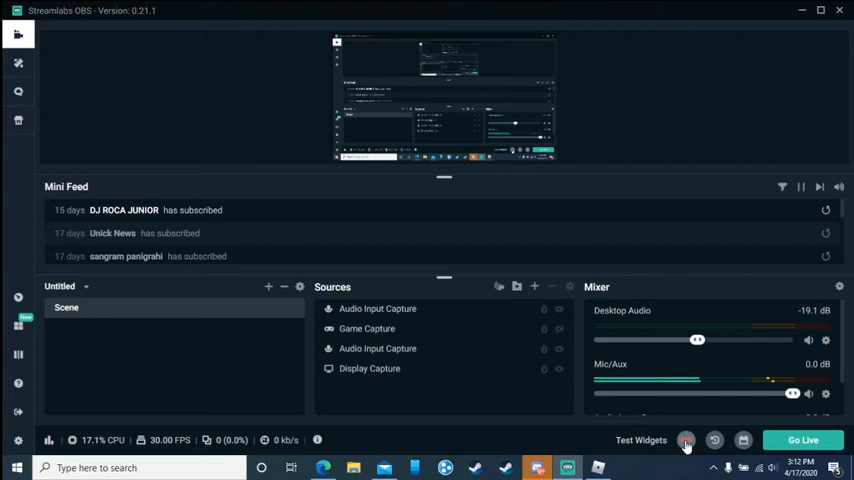 Streamlabs OBS - Version: 0.21.1
Mini Feed
15 days DJ ROCA JUNIOR has subscribed
17 days Unick News has subscribed
17 days sangram panigrahi has subscribed
Untitled
Sources
Mixer
Scene
Audio Input Capture
Game Capture
Audio Input Capture
Display Capture
Desktop Audio -19.1 dB
Mic/Aux 0.0 dB
New
17.1% CPU 30.00 FPS 0 (0.0%) 0 kb/s
Test Widgets
Go Live
Type here to search
3:12 PM
4/17/2020
5